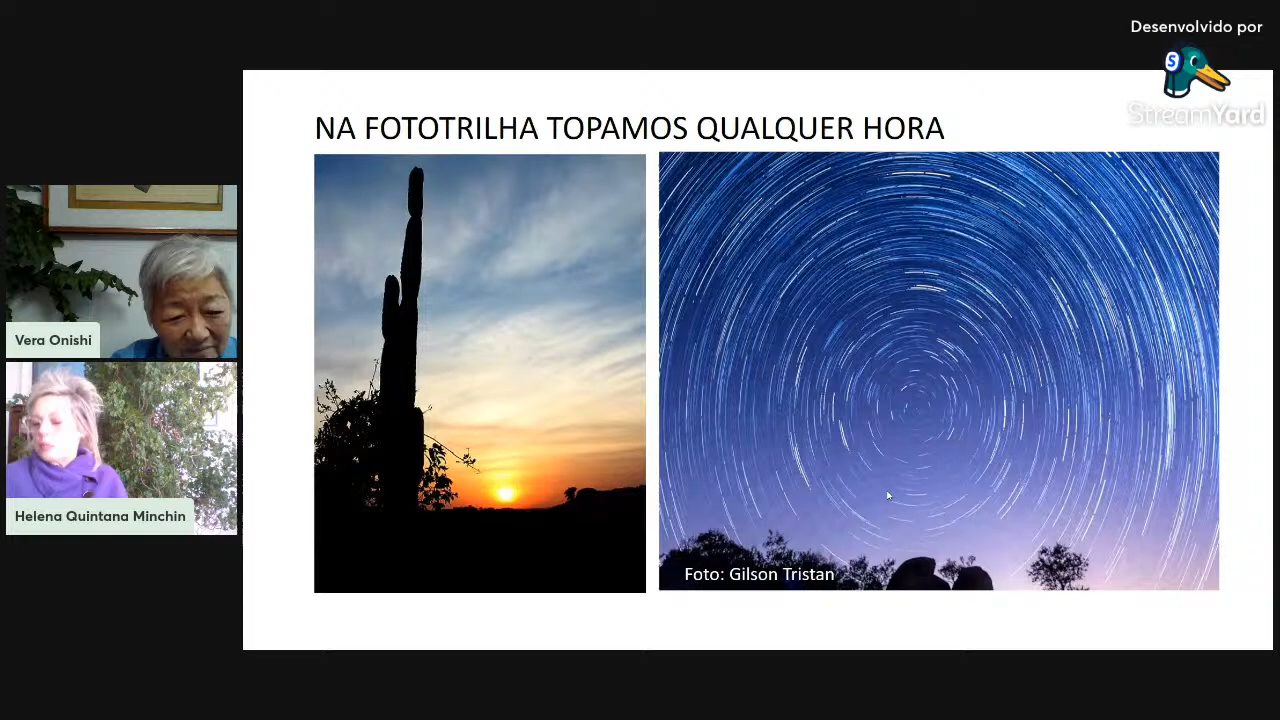 Desenvolvido por
S
StreamYard
NA FOTOTRILHA TOPAMOS QUALQUER HORA
Vera Onishi
Helena Quintana Minchin
Foto: Gilson Tristan